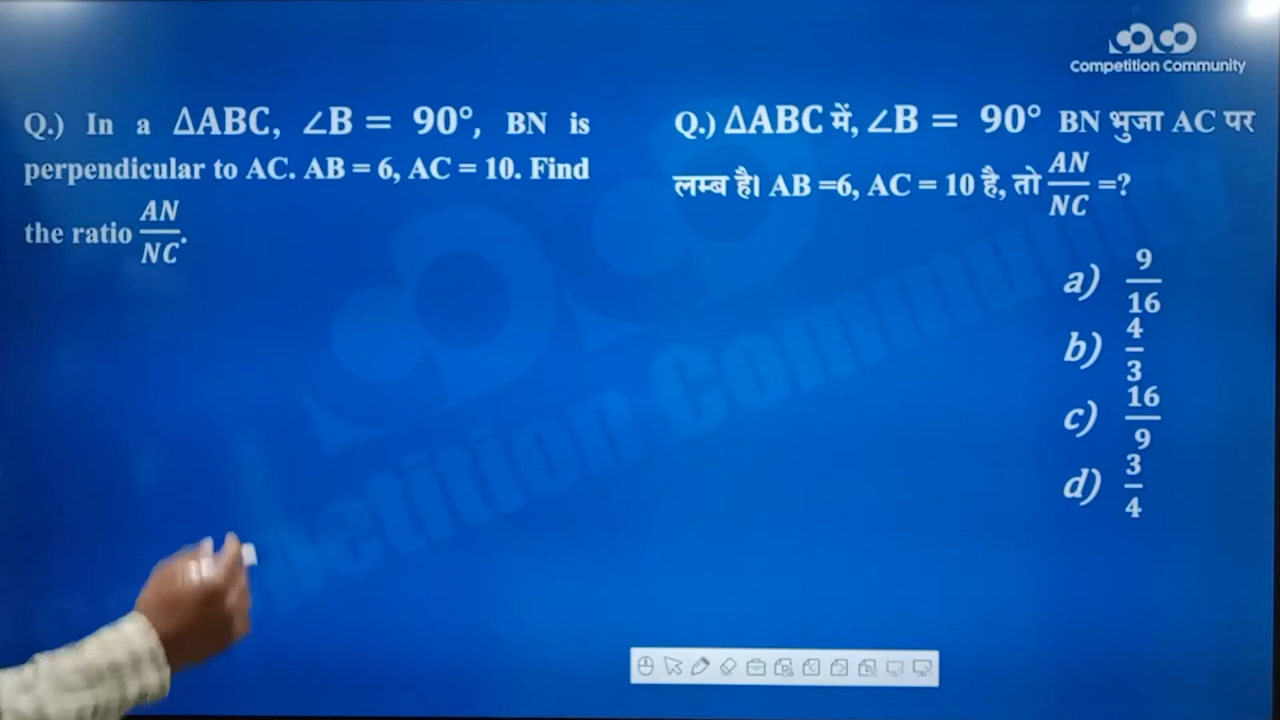 Competition Community
Q.) In a ΔABC, ∠B = 90°, BN is
perpendicular to AC. AB = 6, AC = 10. Find
the ratio AN/NC.
Q.) ΔABC में, ∠B = 90° BN भुजा AC पर
लम्ब है। AB =6, AC = 10 है, तो AN/NC =?
a) 9/16
b) 4/3
c) 16/9
d) 3/4
petition Community